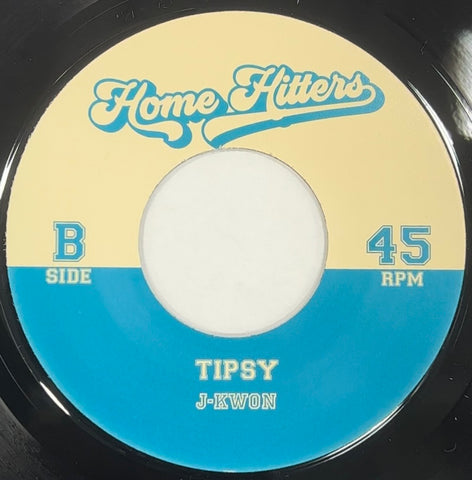 Home Hitters
B
SIDE
45
RPM
TIPSY
J-KWON